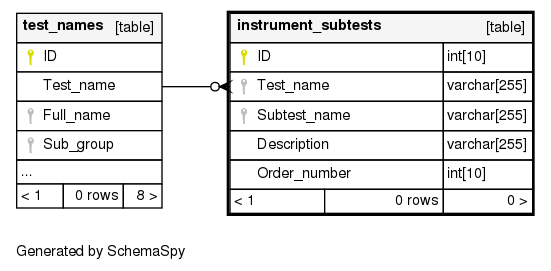 test_names [table]
ID
Test_name
Full_name
Sub_group
...
< 1 0 rows 8 >
instrument_subtests [table]
ID int[10]
Test_name varchar[255]
Subtest_name varchar[255]
Description varchar[255]
Order_number int[10]
< 1 0 rows 0 >
Generated by SchemaSpy